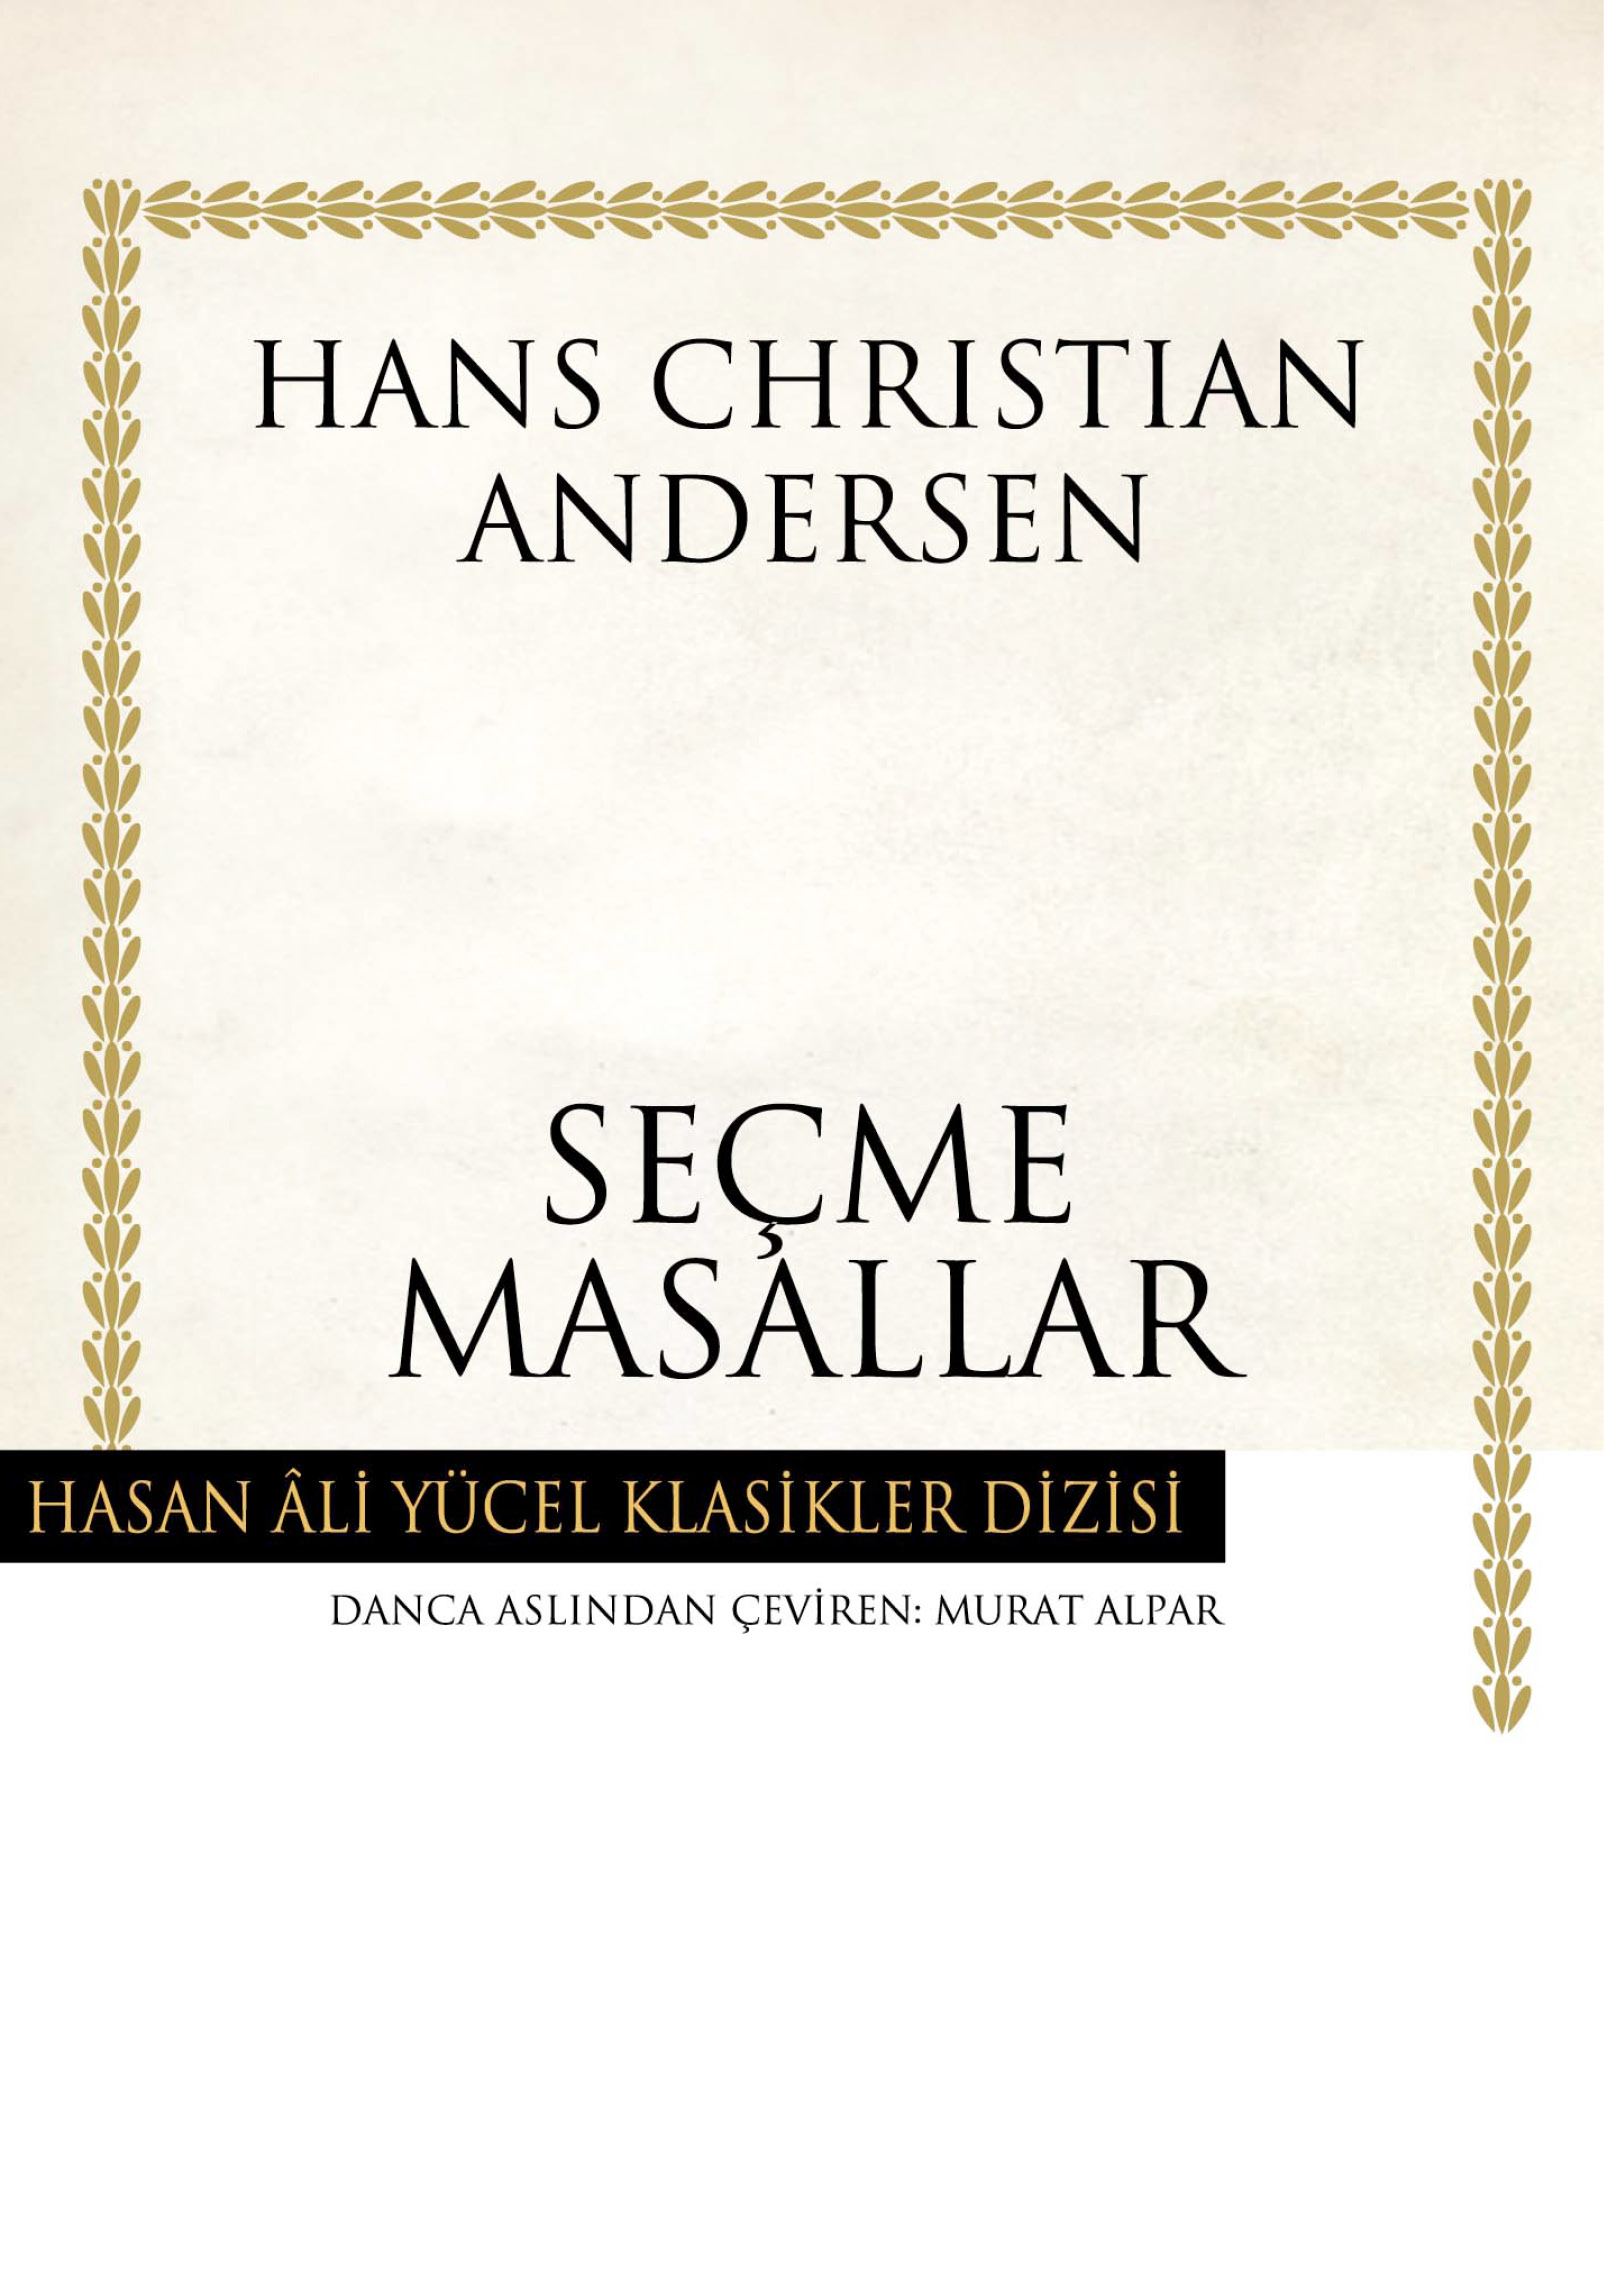 HANS CHRISTIAN
ANDERSEN
SEÇME
MASALLAR
HASAN ÂLİ YÜCEL KLASİKLER DİZİSİ
DANCA ASLINDAN ÇEVİREN: MURAT ALPAR